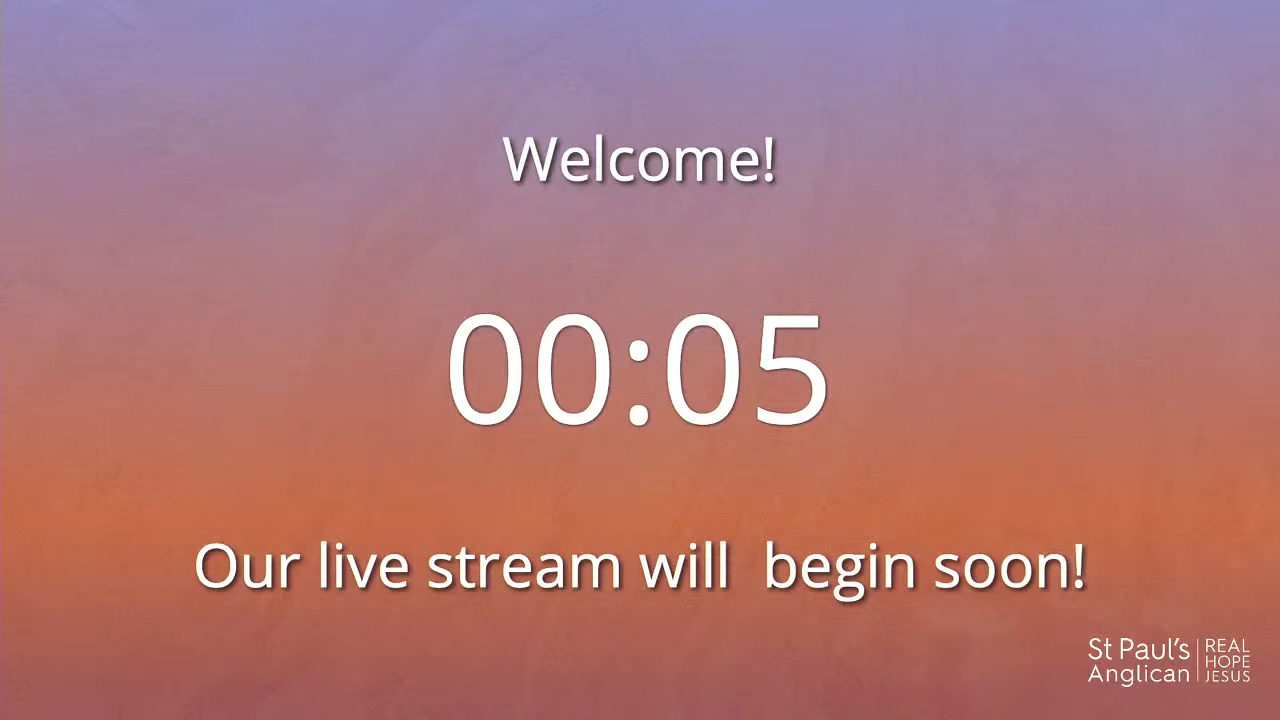 Welcome!
00:05
Our live stream will  begin soon!
St Paul's
Anglican
REAL
HOPE
JESUS